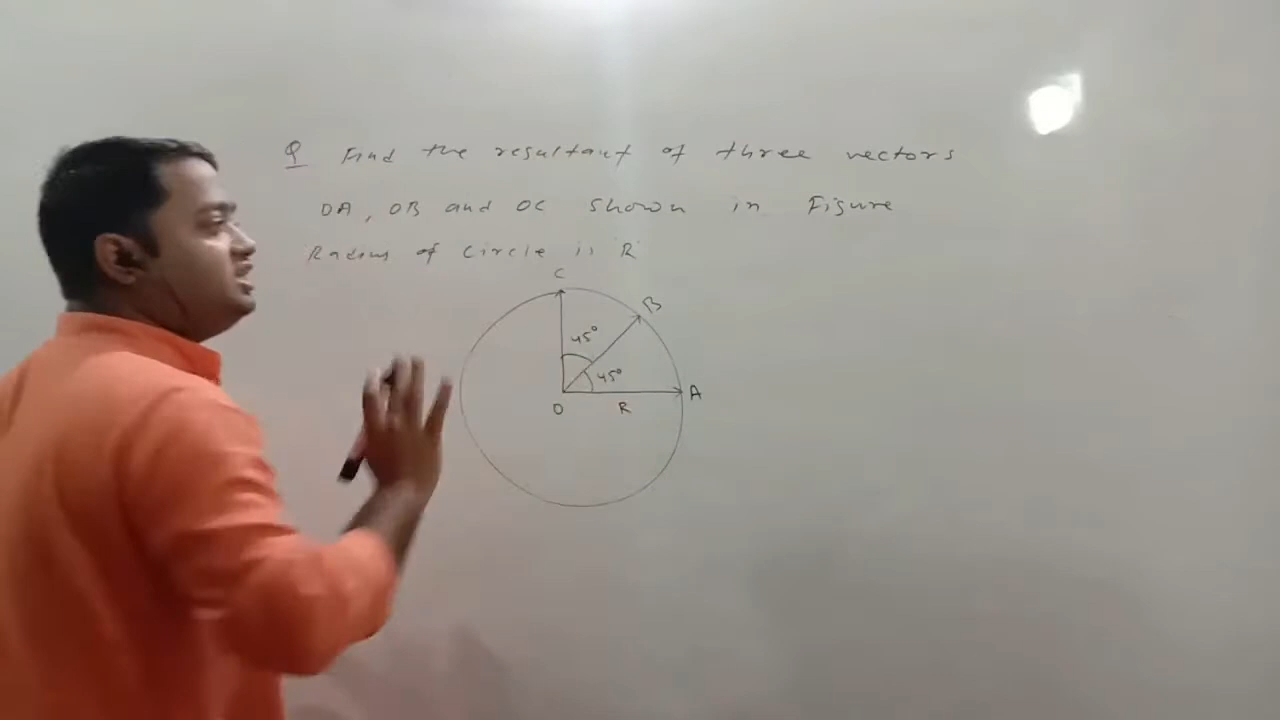 Q Find the resultant of three vectors
OA, OB and OC shown in Figure
Radius of circle is R
C
B
45°
45°
A
O
R